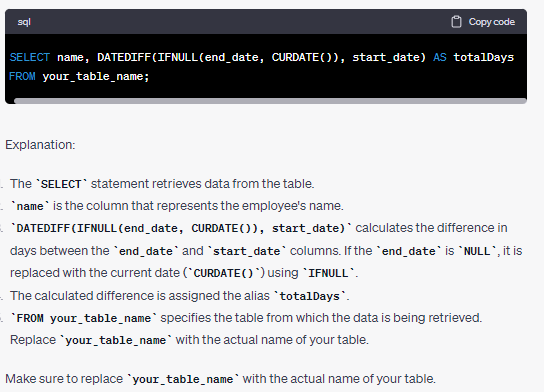 sql
Copy code
SELECT name, DATEDIFF(IFNULL(end_date, CURDATE()), start_date) AS totalDays
FROM your_table_name;
Explanation:
The `SELECT` statement retrieves data from the table.
`name` is the column that represents the employee's name.
`DATEDIFF(IFNULL(end_date, CURDATE()), start_date)` calculates the difference in
days between the `end_date` and `start_date` columns. If the `end_date` is `NULL`, it is
replaced with the current date (`CURDATE()`) using `IFNULL`.
The calculated difference is assigned the alias `totalDays`.
`FROM your_table_name` specifies the table from which the data is being retrieved.
Replace `your_table_name` with the actual name of your table.
Make sure to replace `your_table_name` with the actual name of your table.